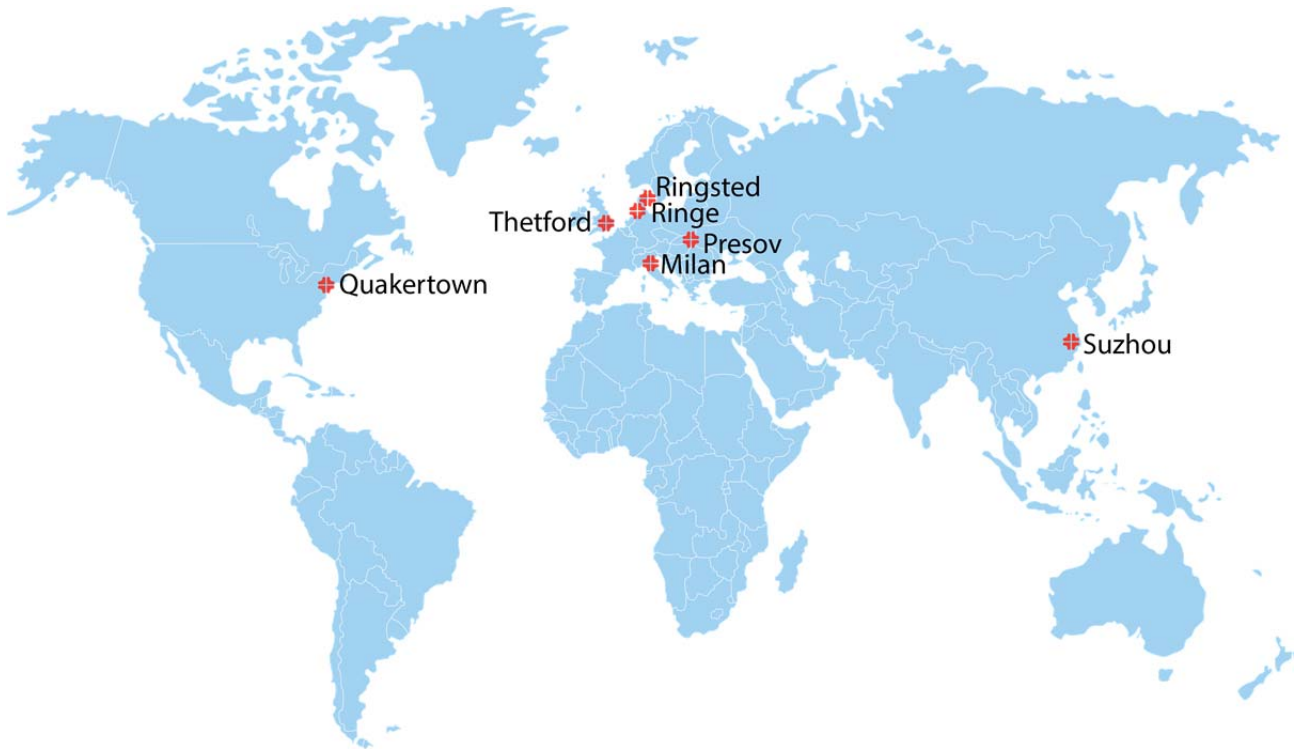 Ringsted
Ringe
Thetford
Presov
Milan
Quakertown
Suzhou